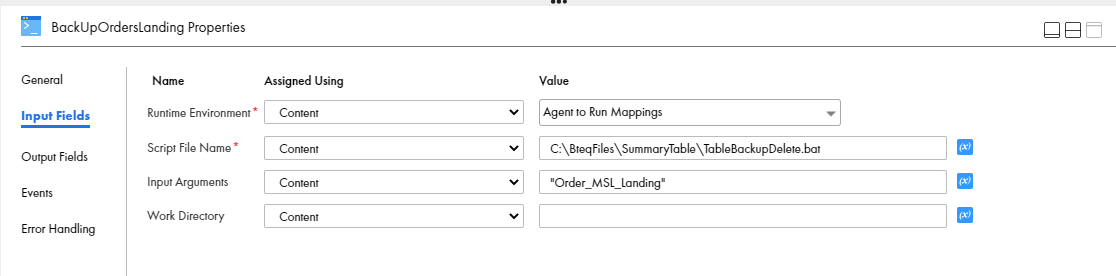 BackUpOrdersLanding Properties
General
Input Fields
Output Fields
Events
Error Handling
Name Assigned Using Value
Runtime Environment* Content Agent to Run Mappings
Script File Name* Content C:\BteqFiles\SummaryTable\TableBackupDelete.bat (x)
Input Arguments Content "Order_MSL_Landing" (x)
Work Directory Content (x)